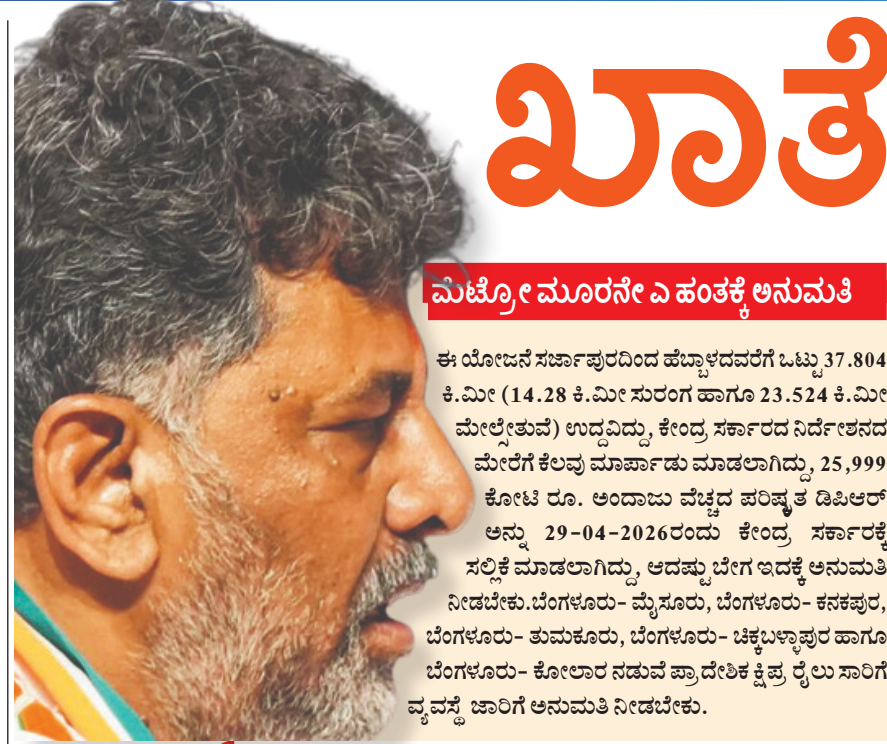 ಖಾತೆ
ಮೆಟ್ರೋ ಮೂರನೇ ಎ ಹಂತಕ್ಕೆ ಅನುಮತಿ
ಈ ಯೋಜನೆ ಸರ್ಜಾಪುರದಿಂದ ಹೆಬ್ಬಾಳದವರೆಗೆ ಒಟ್ಟು 37.804
ಕಿ.ಮೀ (14.28 ಕಿ.ಮೀ ಸುರಂಗ ಹಾಗೂ 23.524 ಕಿ.ಮೀ
ಮೇಲ್ಸೇತುವೆ) ಉದ್ದವಿದ್ದು, ಕೇಂದ್ರ ಸರ್ಕಾರದ ನಿರ್ದೇಶನದ
ಮೇರೆಗೆ ಕೆಲವು ಮಾರ್ಪಾಡು ಮಾಡಲಾಗಿದ್ದು, 25,999
ಕೋಟಿ ರೂ. ಅಂದಾಜು ವೆಚ್ಚದ ಪರಿಷ್ಕೃತ ಡಿಪಿಆರ್
ಅನ್ನು 29-04-2026ರಂದು ಕೇಂದ್ರ ಸರ್ಕಾರಕ್ಕೆ
ಸಲ್ಲಿಕೆ ಮಾಡಲಾಗಿದ್ದು, ಆದಷ್ಟು ಬೇಗ ಇದಕ್ಕೆ ಅನುಮತಿ
ನೀಡಬೇಕು.ಬೆಂಗಳೂರು- ಮೈಸೂರು, ಬೆಂಗಳೂರು- ಕನಕಪುರ,
ಬೆಂಗಳೂರು- ತುಮಕೂರು, ಬೆಂಗಳೂರು- ಚಿಕ್ಕಬಳ್ಳಾಪುರ ಹಾಗೂ
ಬೆಂಗಳೂರು- ಕೋಲಾರ ನಡುವೆ ಪ್ರಾದೇಶಿಕ ಕ್ಷಿಪ್ರ ರೈಲು ಸಾರಿಗೆ
ವ್ಯವಸ್ಥೆ ಜಾರಿಗೆ ಅನುಮತಿ ನೀಡಬೇಕು.